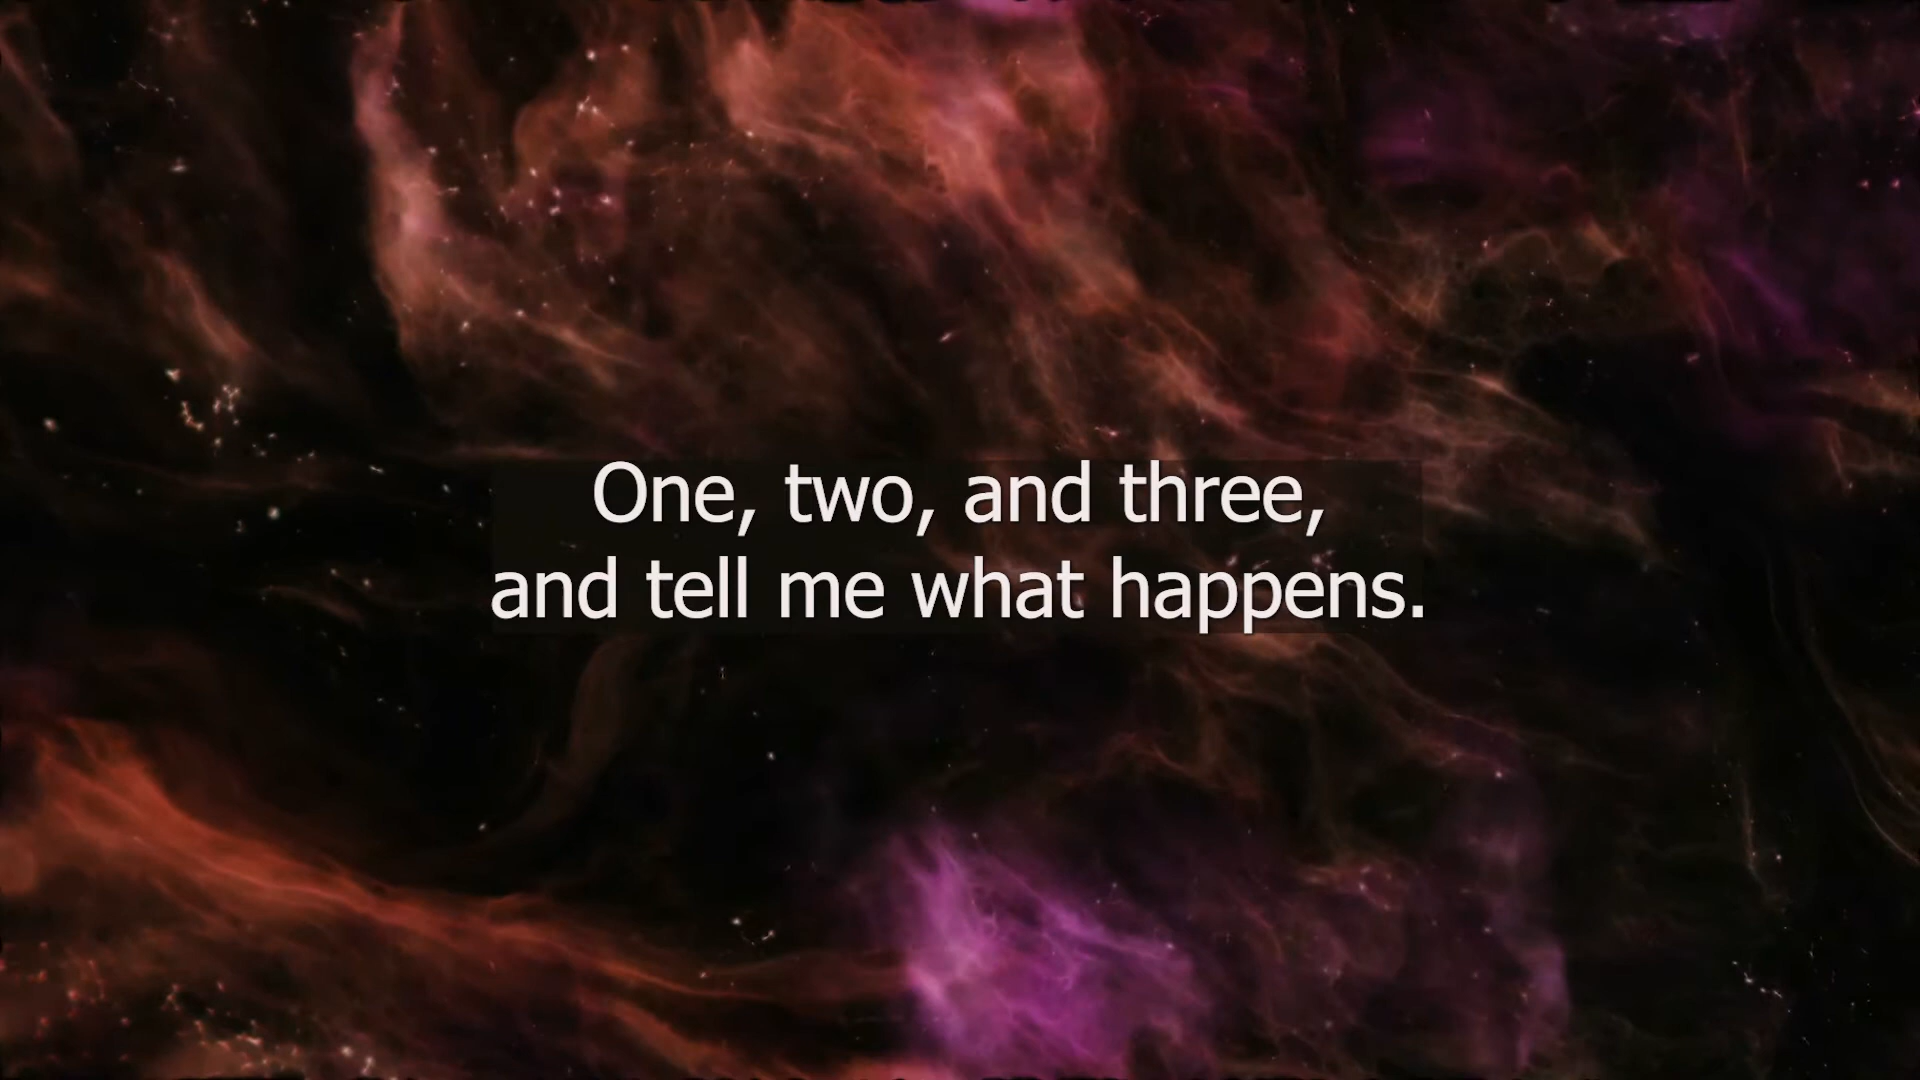 One, two, and three,
and tell me what happens.